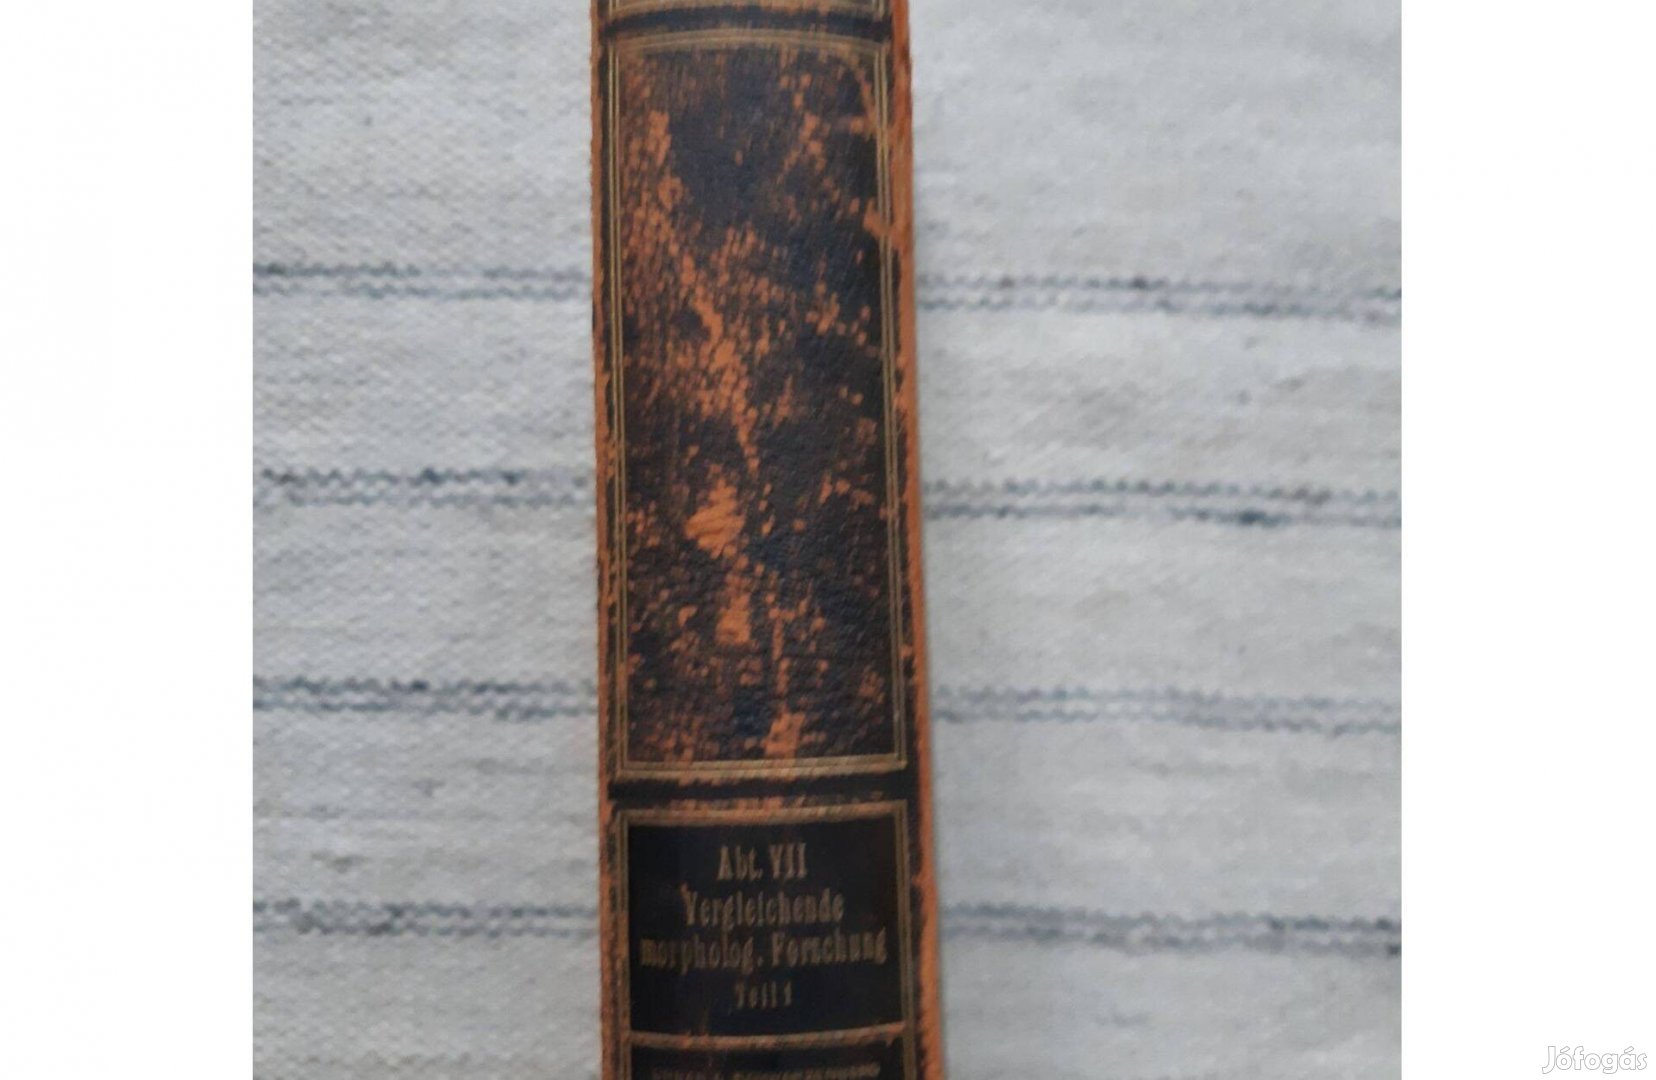 Abt. VII
Vergleichende
morpholog. Forschung
Teil 1
Jófogás